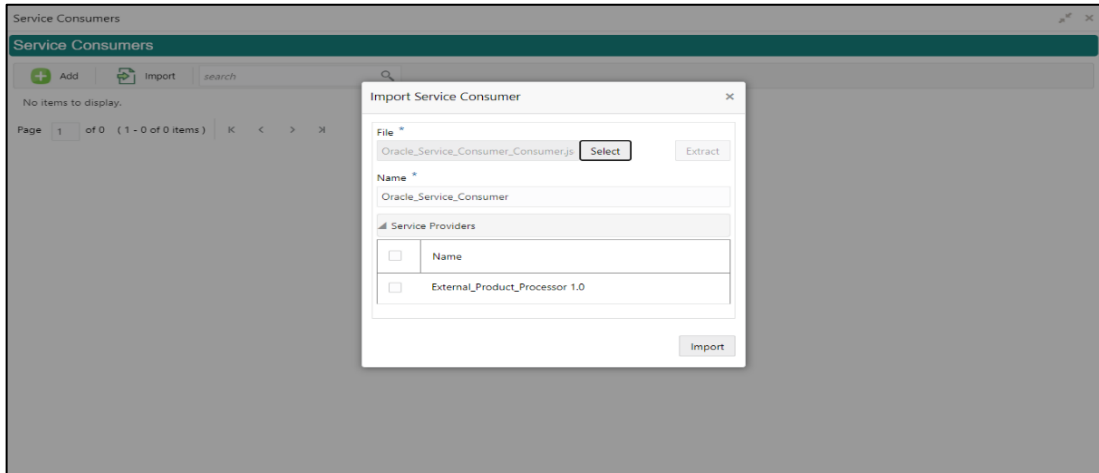 Service Consumers
Service Consumers
Add Import search
No items to display.
Page 1 of 0 (1 - 0 of 0 items)
Import Service Consumer
File *
Oracle_Service_Consumer_Consumer.js Select Extract
Name *
Oracle_Service_Consumer
Service Providers
Name
External_Product_Processor 1.0
Import